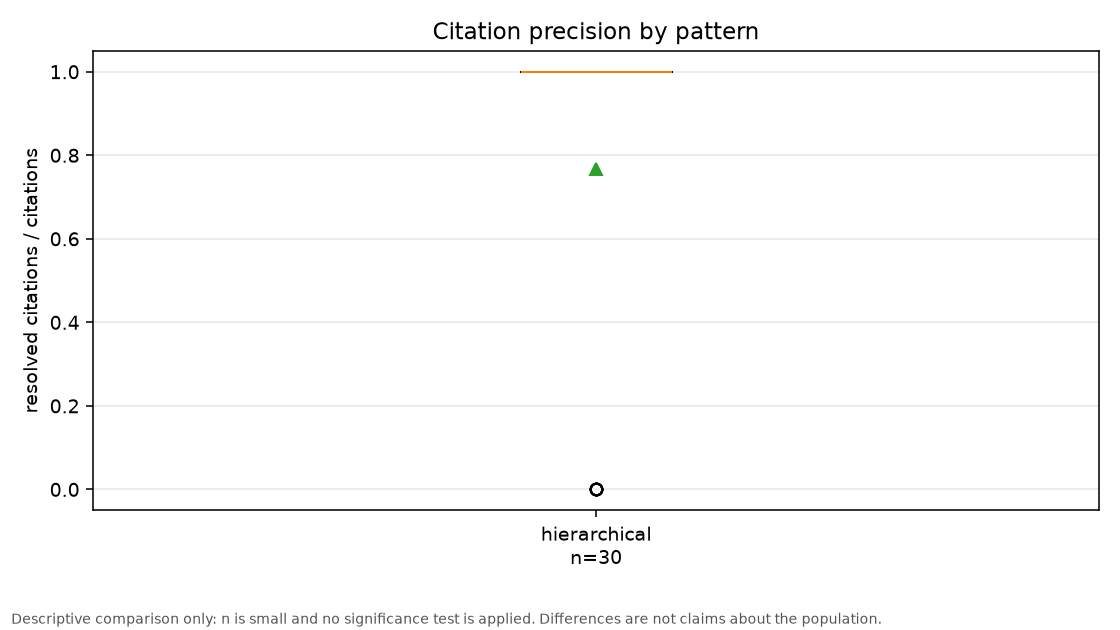 Citation precision by pattern
resolved citations / citations
1.0
0.8
0.6
0.4
0.2
0.0
hierarchical
n=30
Descriptive comparison only: n is small and no significance test is applied. Differences are not claims about the population.